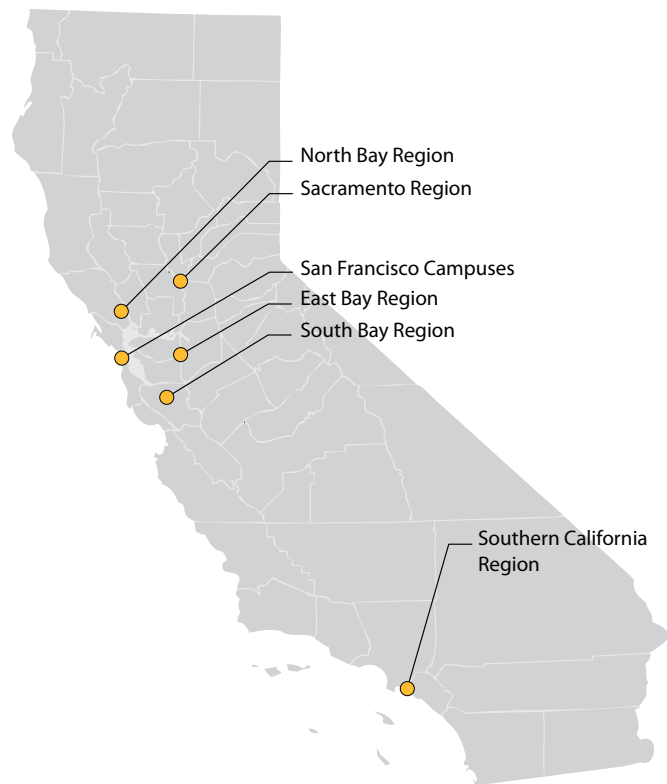 North Bay Region
Sacramento Region
San Francisco Campuses
East Bay Region
South Bay Region
Southern California
Region